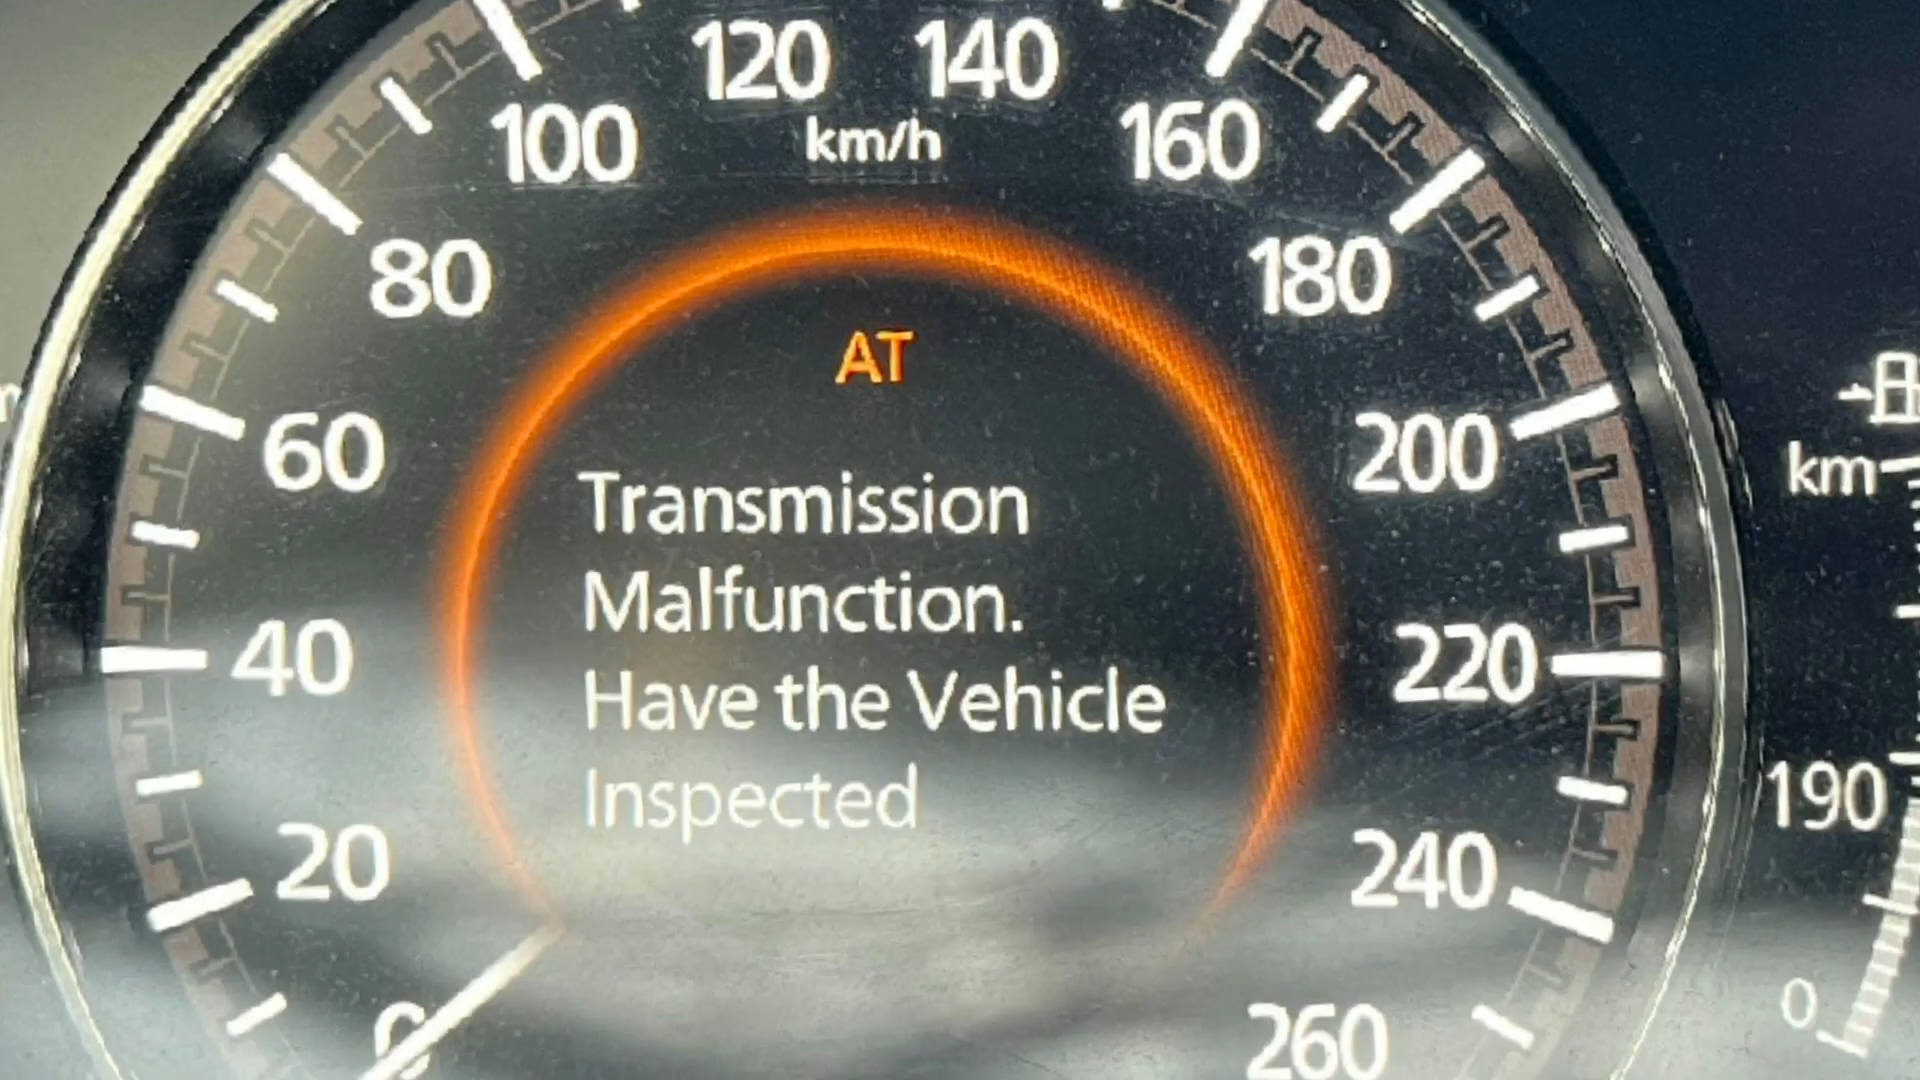 120 140
km/h
100 160
80 180
AT
60 200
Transmission
Malfunction.
Have the Vehicle
Inspected
40 220
20 240
0 260
km
190
0